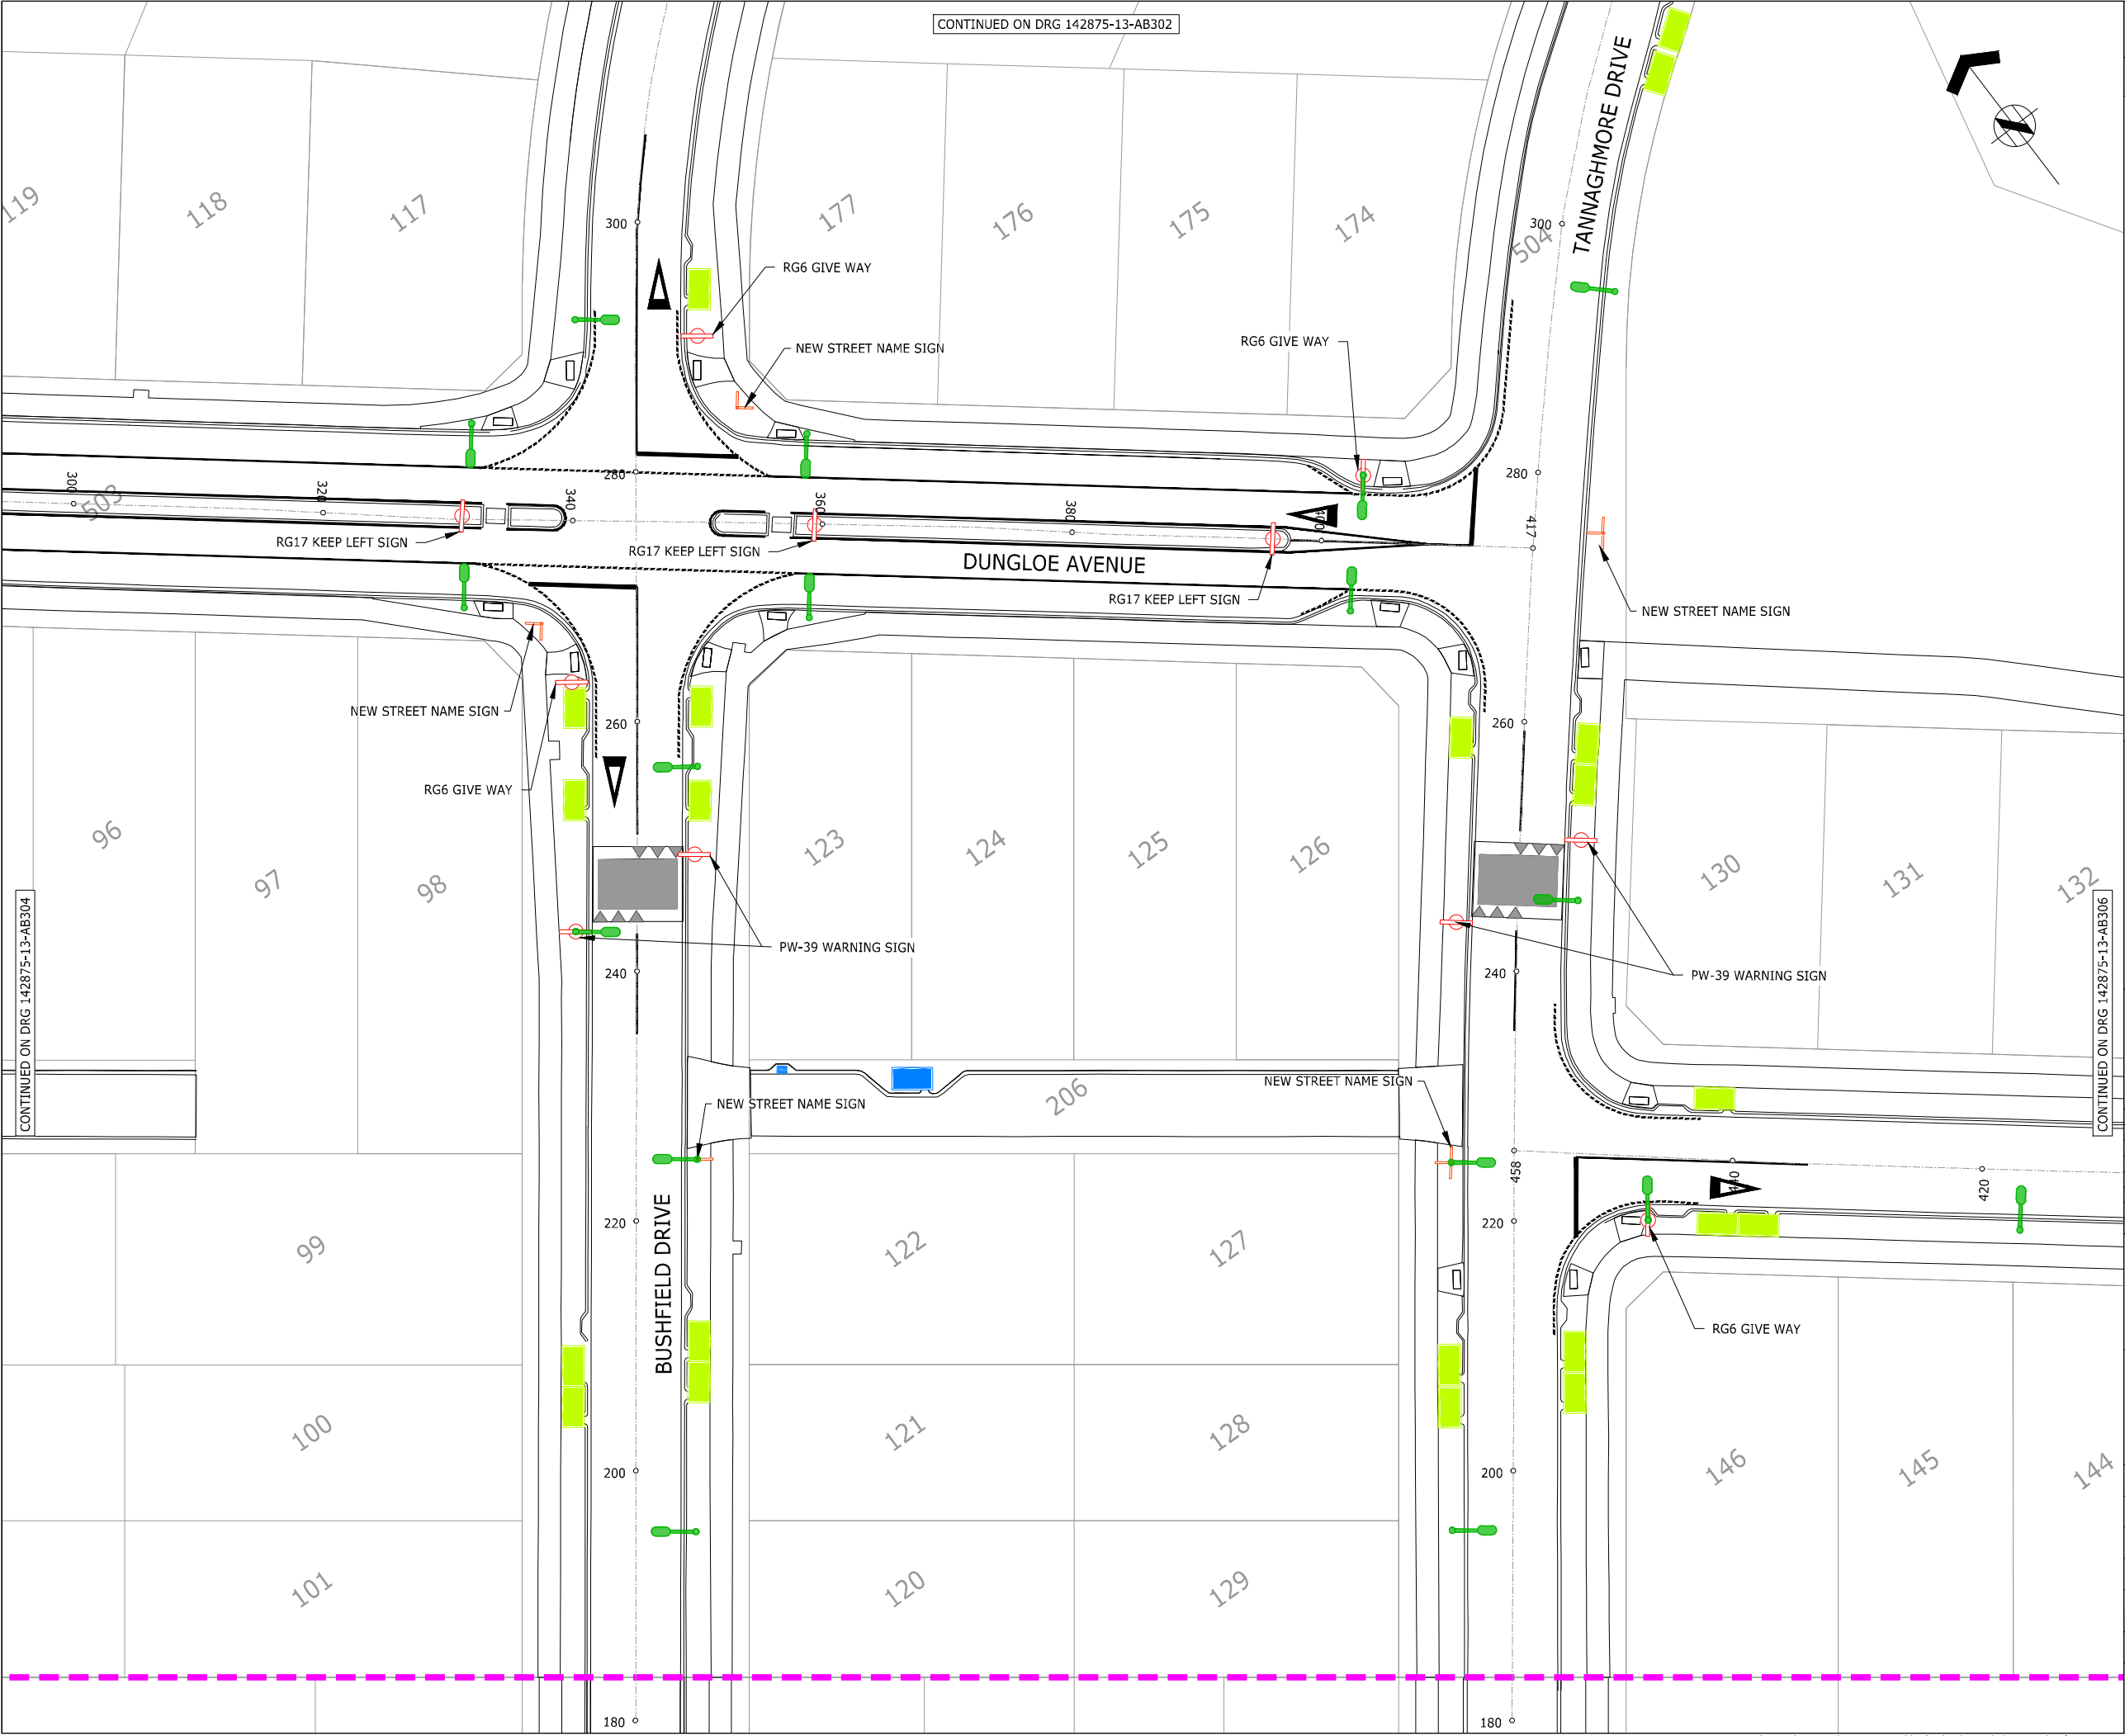 CONTINUED ON DRG 142875-13-AB302
TANNAGHMORE DRIVE
119
118
117
177
176
175
174
504
300
300
RG6 GIVE WAY
RG6 GIVE WAY
NEW STREET NAME SIGN
280
280
300
503
320
340
360
380
400
417
RG17 KEEP LEFT SIGN
RG17 KEEP LEFT SIGN
DUNGLOE AVENUE
RG17 KEEP LEFT SIGN
NEW STREET NAME SIGN
NEW STREET NAME SIGN
260
260
RG6 GIVE WAY
96
97
98
123
124
125
126
130
131
132
CONTINUED ON DRG 142875-13-AB304
CONTINUED ON DRG 142875-13-AB306
PW-39 WARNING SIGN
PW-39 WARNING SIGN
240
240
NEW STREET NAME SIGN
206
NEW STREET NAME SIGN
458
440
420
220
220
BUSHFIELD DRIVE
99
122
127
RG6 GIVE WAY
100
121
128
146
145
144
200
200
101
120
129
180
180